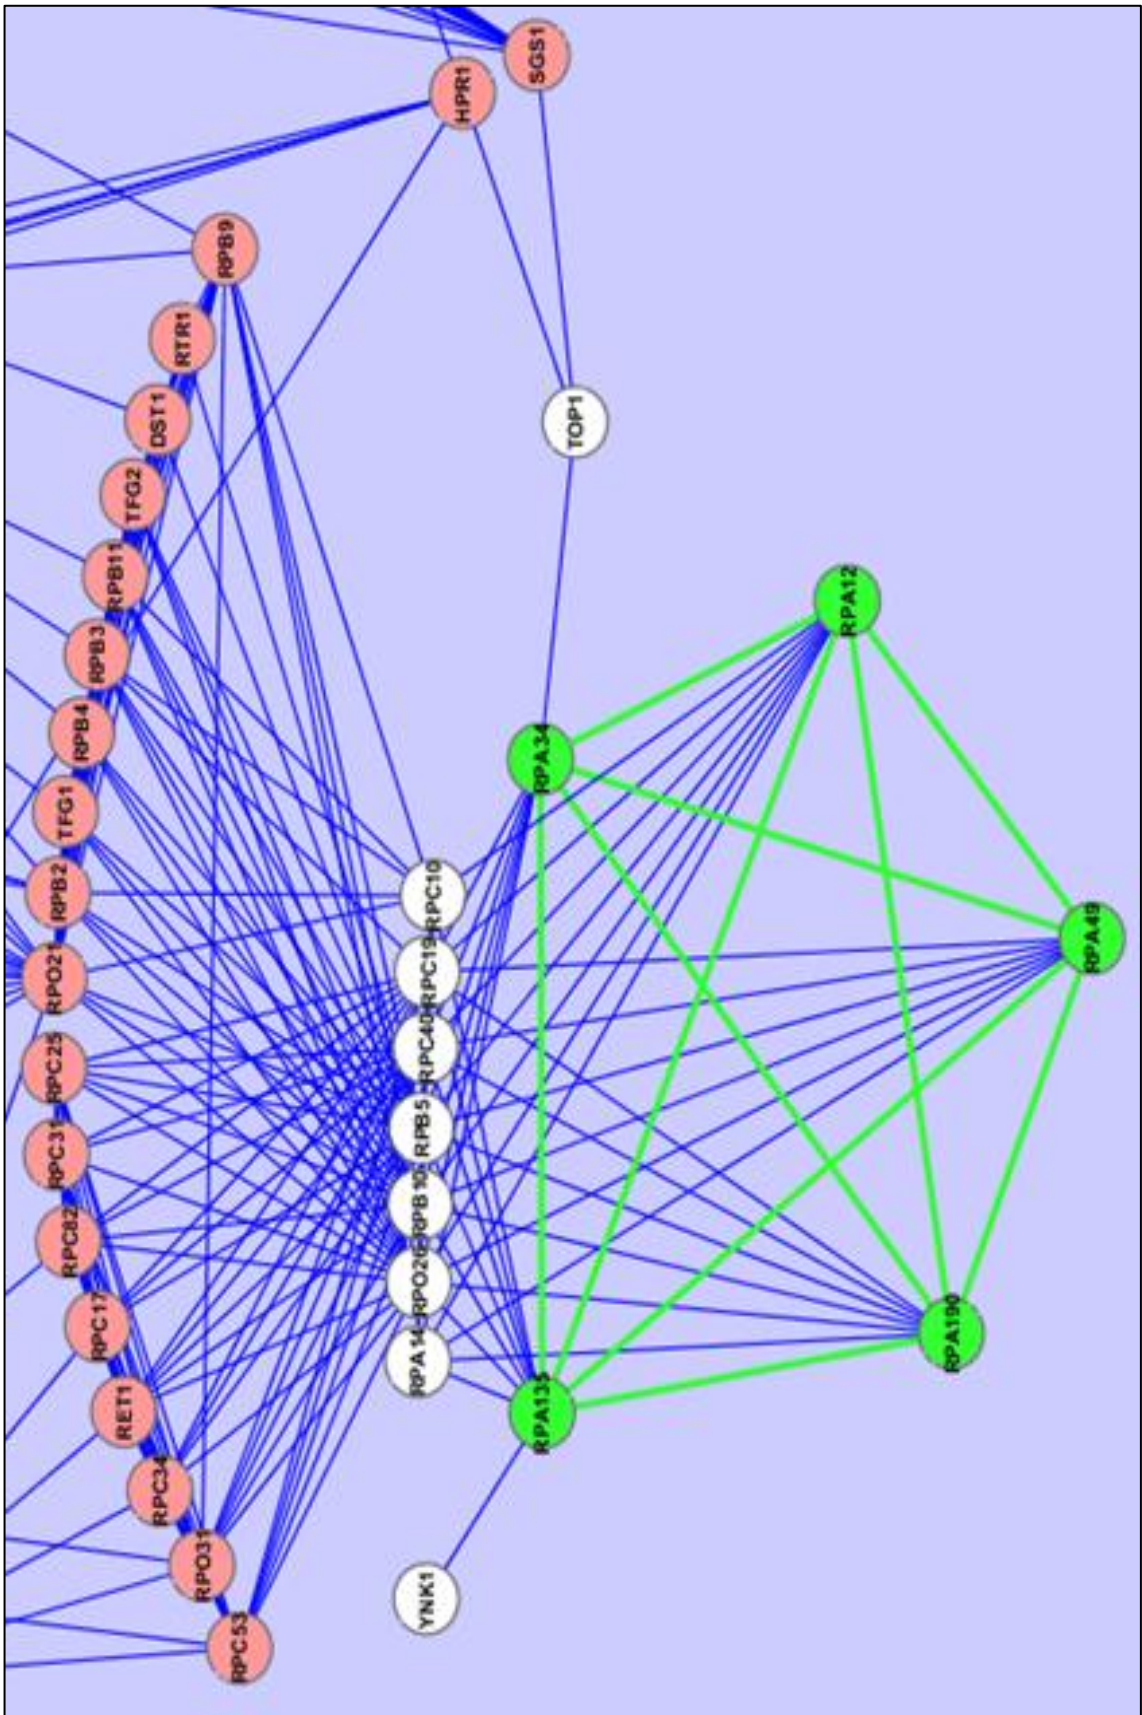 SGS1
HPR1
RPB9
RTR1
DST1
TFG2
RPB11
RPB3
RPB4
TFG1
RPB2
RPO21
RPC25
RPC31
RPC82
RPC17
RET1
RPC34
RPO31
RPC53
TOP1
RPC10
RPC19
RPC40
RPB5
RPB10
RPO26
RPA14
YNK1
RPA34
RPA12
RPA49
RPA190
RPA135